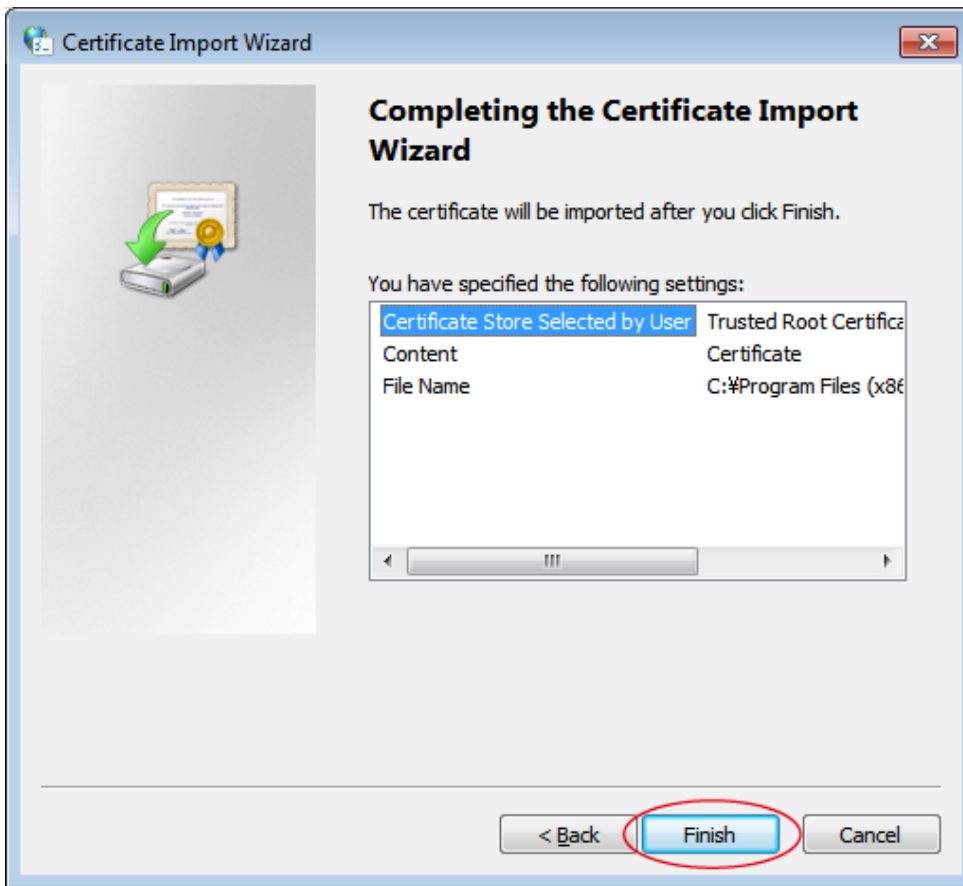 Certificate Import Wizard
Completing the Certificate Import
Wizard
The certificate will be imported after you click Finish.
You have specified the following settings:
Certificate Store Selected by User Trusted Root Certifica
Content Certificate
File Name C:¥Program Files (x86
< Back Finish Cancel